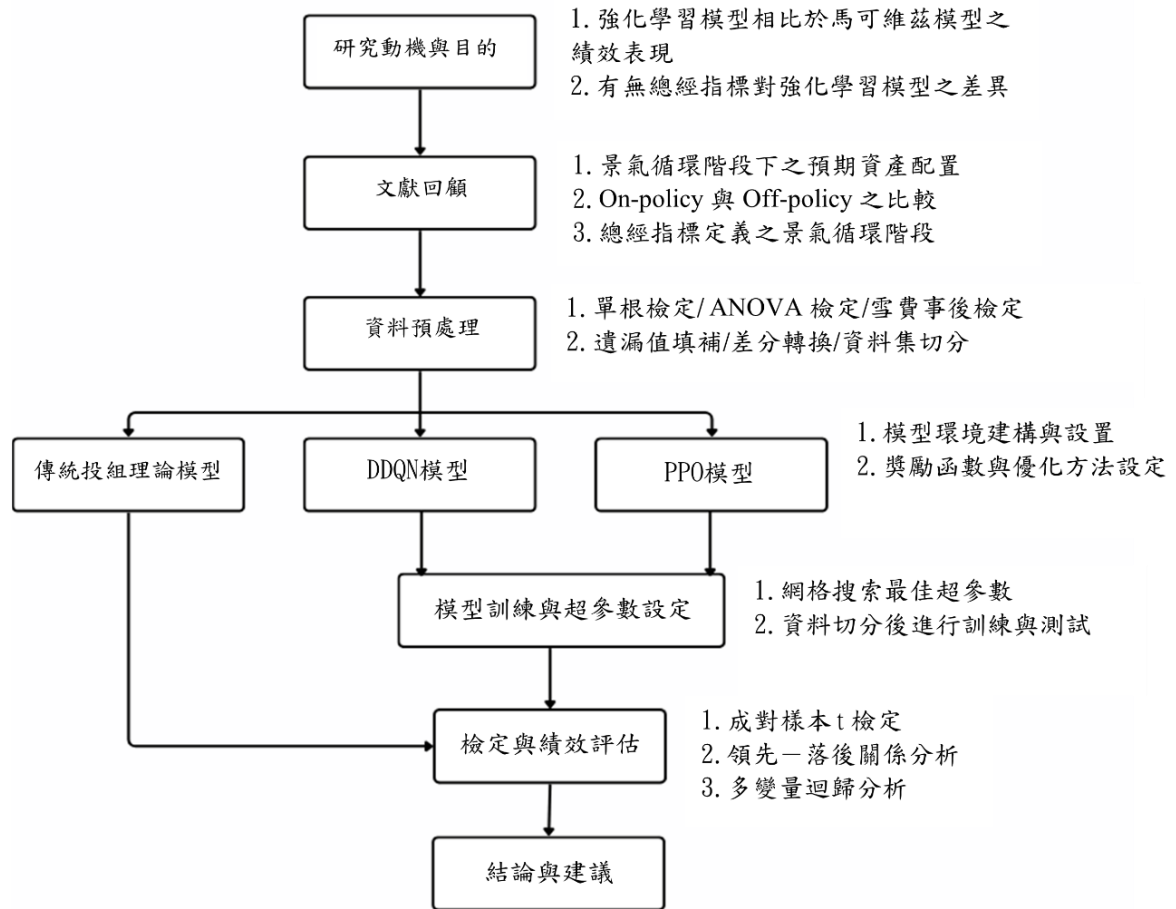 研究動機與目的
1. 強化學習模型相比於馬可維茲模型之
績效表現
2. 有無總經指標對強化學習模型之差異
文獻回顧
1. 景氣循環階段下之預期資產配置
2. On-policy 與 Off-policy 之比較
3. 總經指標定義之景氣循環階段
資料預處理
1. 單根檢定/ ANOVA 檢定/雪費事後檢定
2. 遺漏值填補/差分轉換/資料集切分
傳統投組理論模型
DDQN模型
PPO模型
1. 模型環境建構與設置
2. 獎勵函數與優化方法設定
模型訓練與超參數設定
1. 網格搜索最佳超參數
2. 資料切分後進行訓練與測試
檢定與績效評估
1. 成對樣本 t 檢定
2. 領先－落後關係分析
3. 多變量迴歸分析
結論與建議